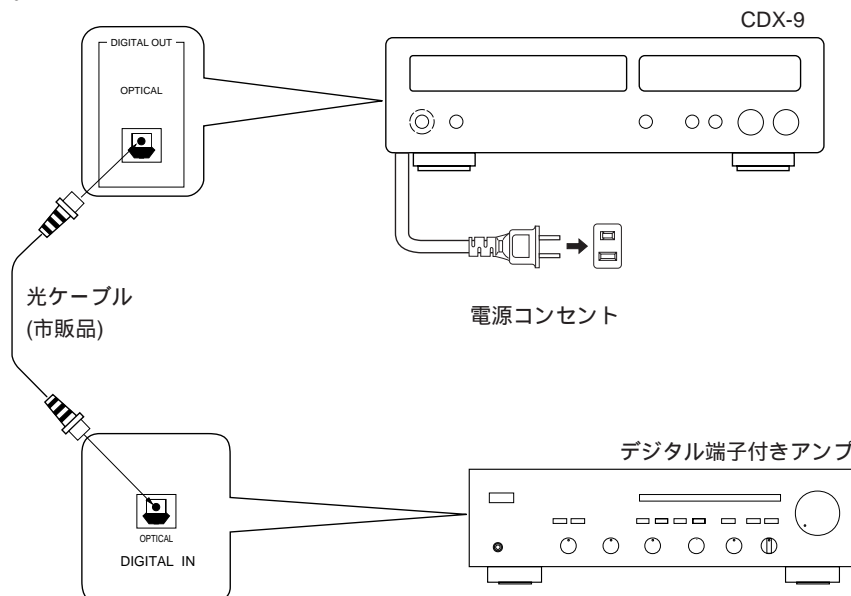 CDX-9
DIGITAL OUT
OPTICAL
光ケーブル
(市販品)
電源コンセント
デジタル端子付きアンプ
OPTICAL
DIGITAL IN